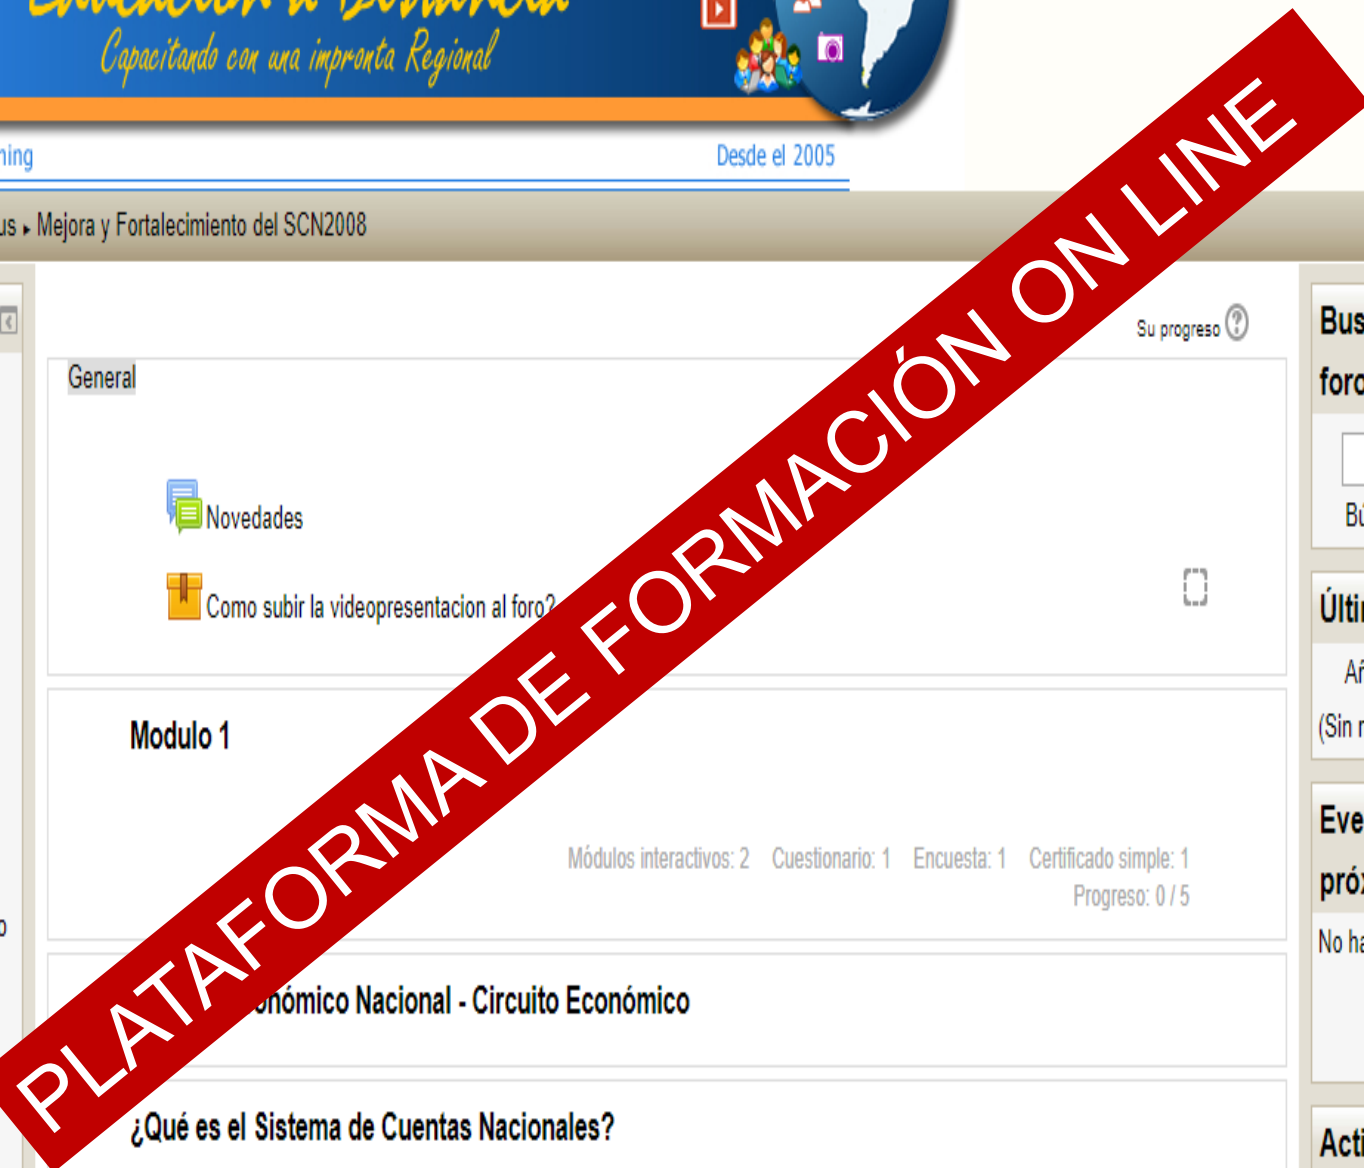 Educación a Distancia
Capacitando con una impronta Regional
Desde el 2005
Mejora y Fortalecimiento del SCN2008
Su progreso
General
Novedades
Como subir la videopresentacion al foro?
Modulo 1
Módulos interactivos: 2 Cuestionario: 1 Encuesta: 1 Certificado simple: 1
Progreso: 0 / 5
Nacional - Circuito Económico
¿Qué es el Sistema de Cuentas Nacionales?
PLATAFORMA DE FORMACIÓN ON LINE